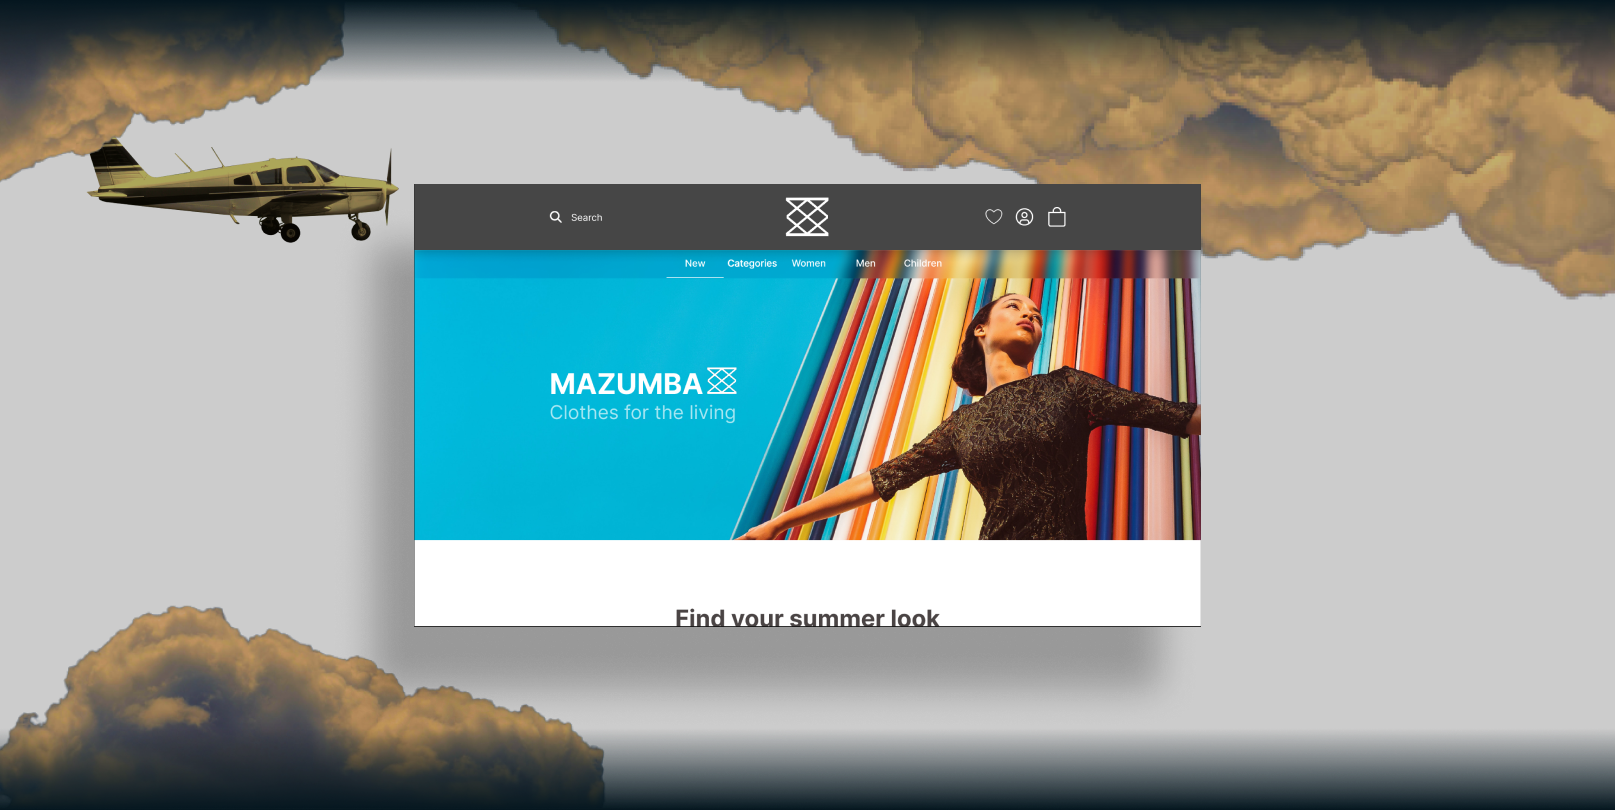 Search
New Categories Women Men Children
MAZUMBA
Clothes for the living
Find your summer look